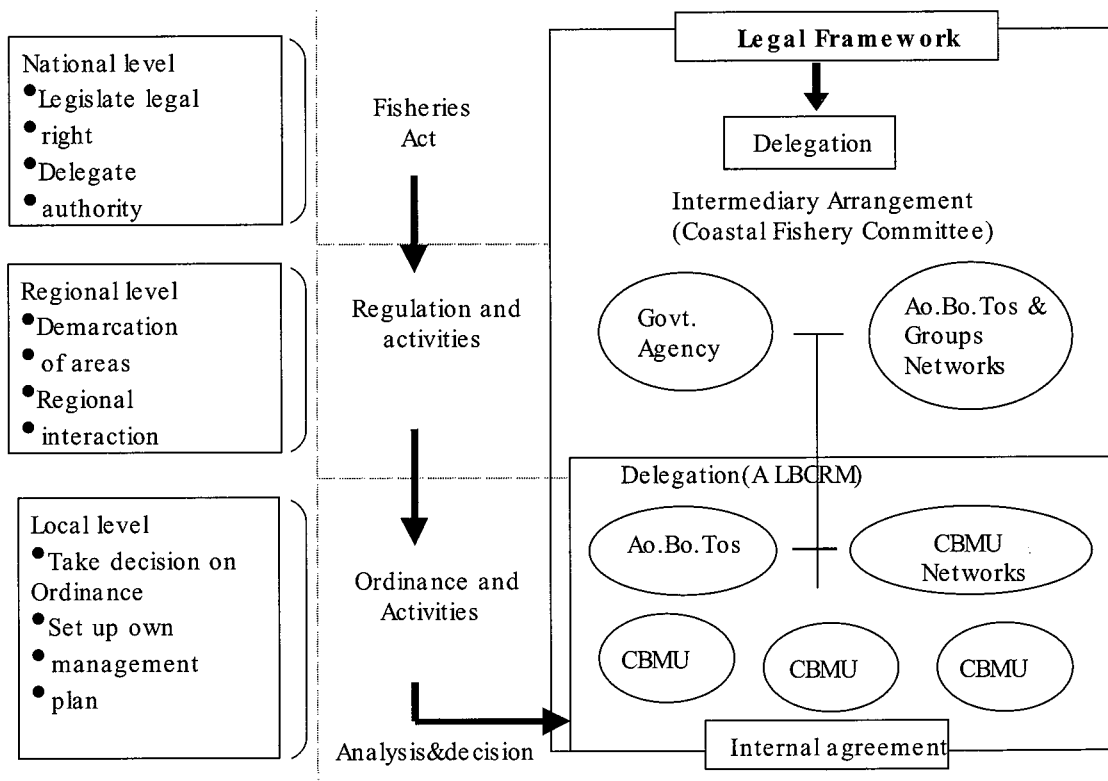 National level
●Legislate legal
● right
●Delegate
● authority
Regional level
●Demarcation
● of areas
●Regional
● interaction
Local level
●Take decision on
Ordinance
●Set up own
● management
● plan
Fisheries
Act
Regulation and
activities
Ordinance and
Activities
Analysis&decision
Legal Framework
Delegation
Intermediary Arrangement
(Coastal Fishery Committee)
Govt.
Agency
Ao.Bo.Tos &
Groups
Networks
Delegation(ALBCRM)
Ao.Bo.Tos
CBMU
Networks
CBMU
CBMU
CBMU
Internal agreement